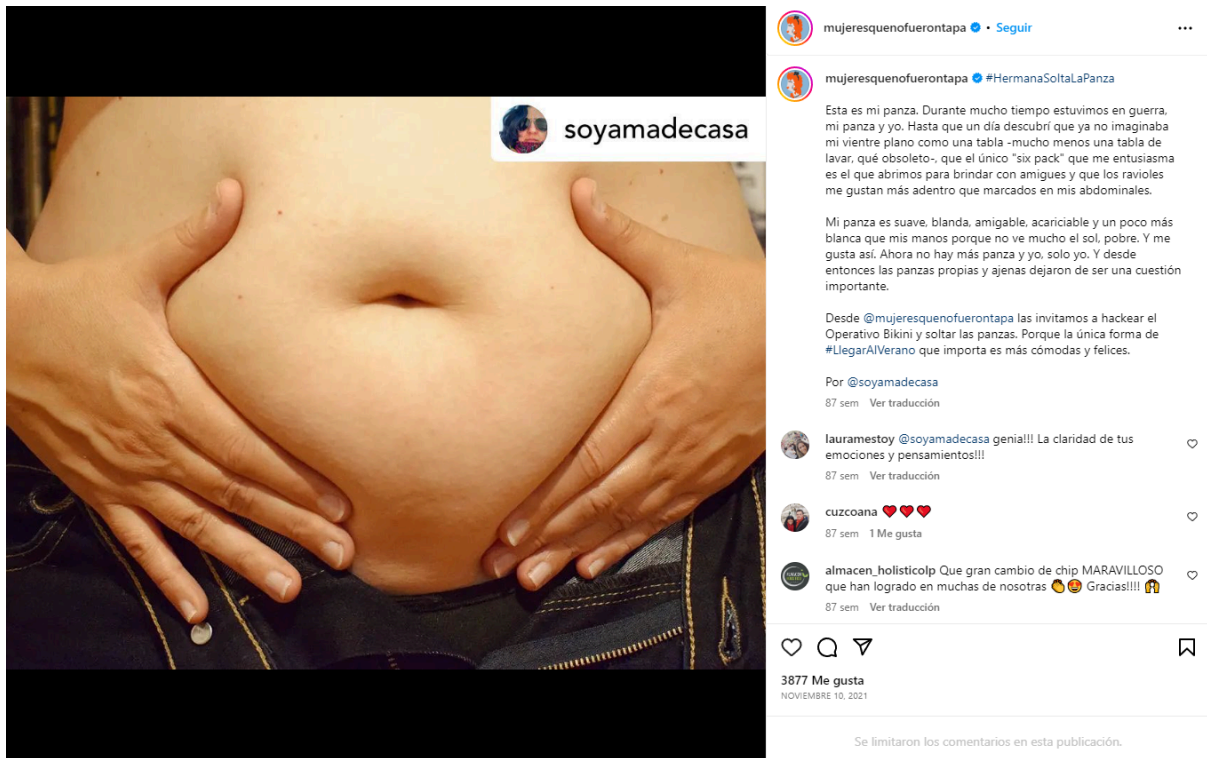 soyamadecasa
mujeresquenofuerontapa • Seguir
mujeresquenofuerontapa #HermanaSoltaLaPanza
Esta es mi panza. Durante mucho tiempo estuvimos en guerra,
mi panza y yo. Hasta que un día descubrí que ya no imaginaba
mi vientre plano como una tabla -mucho menos una tabla de
lavar, qué obsoleto-, que el único "six pack" que me entusiasma
es el que abrimos para brindar con amigues y que los ravioles
me gustan más adentro que marcados en mis abdominales.
Mi panza es suave, blanda, amigable, acariciable y un poco más
blanca que mis manos porque no ve mucho el sol, pobre. Y me
gusta así. Ahora no hay más panza y yo, solo yo. Y desde
entonces las panzas propias y ajenas dejaron de ser una cuestión
importante.
Desde @mujeresquenofuerontapa las invitamos a hackear el
Operativo Bikini y soltar las panzas. Porque la única forma de
#LlegarAlVerano que importa es más cómodas y felices.
Por @soyamadecasa
87 sem Ver traducción
lauramestoy @soyamadecasa genia!!! La claridad de tus
emociones y pensamientos!!!
87 sem Ver traducción
cuzcoana ❤️❤️❤️
87 sem 1 Me gusta
almacen_holisticolp Que gran cambio de chip MARAVILLOSO
que han logrado en muchas de nosotras 👏🤩 Gracias!!!! 🙌
87 sem Ver traducción
3877 Me gusta
NOVIEMBRE 10, 2021
Se limitaron los comentarios en esta publicación.